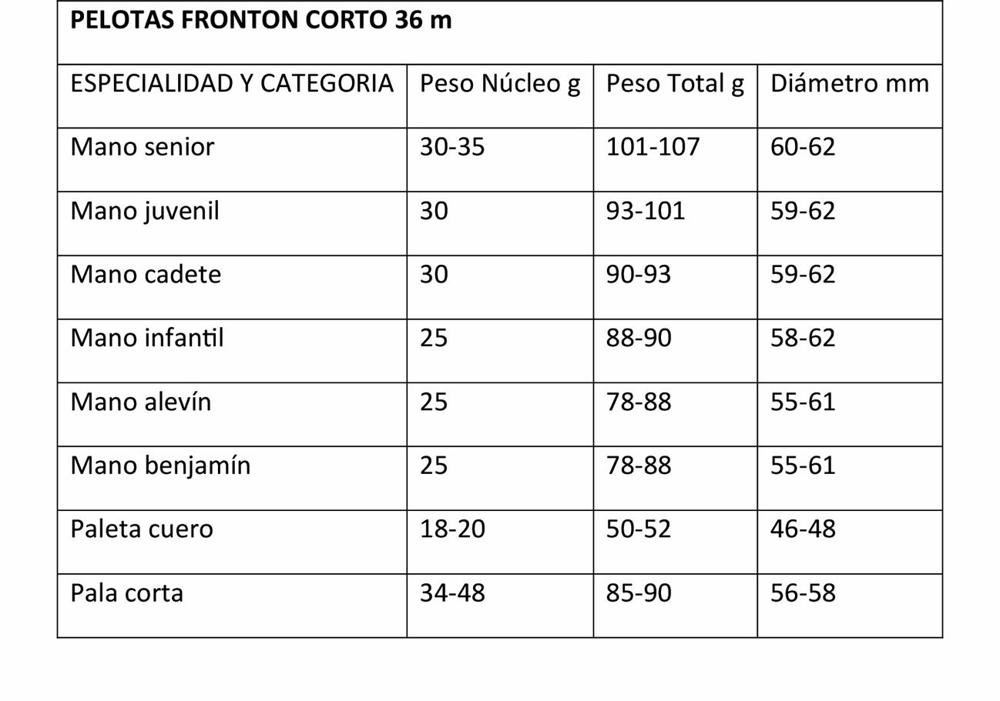 PELOTAS FRONTON CORTO 36 m
ESPECIALIDAD Y CATEGORIA Peso Núcleo g Peso Total g Diámetro mm
Mano senior 30-35 101-107 60-62
Mano juvenil 30 93-101 59-62
Mano cadete 30 90-93 59-62
Mano infantil 25 88-90 58-62
Mano alevín 25 78-88 55-61
Mano benjamín 25 78-88 55-61
Paleta cuero 18-20 50-52 46-48
Pala corta 34-48 85-90 56-58